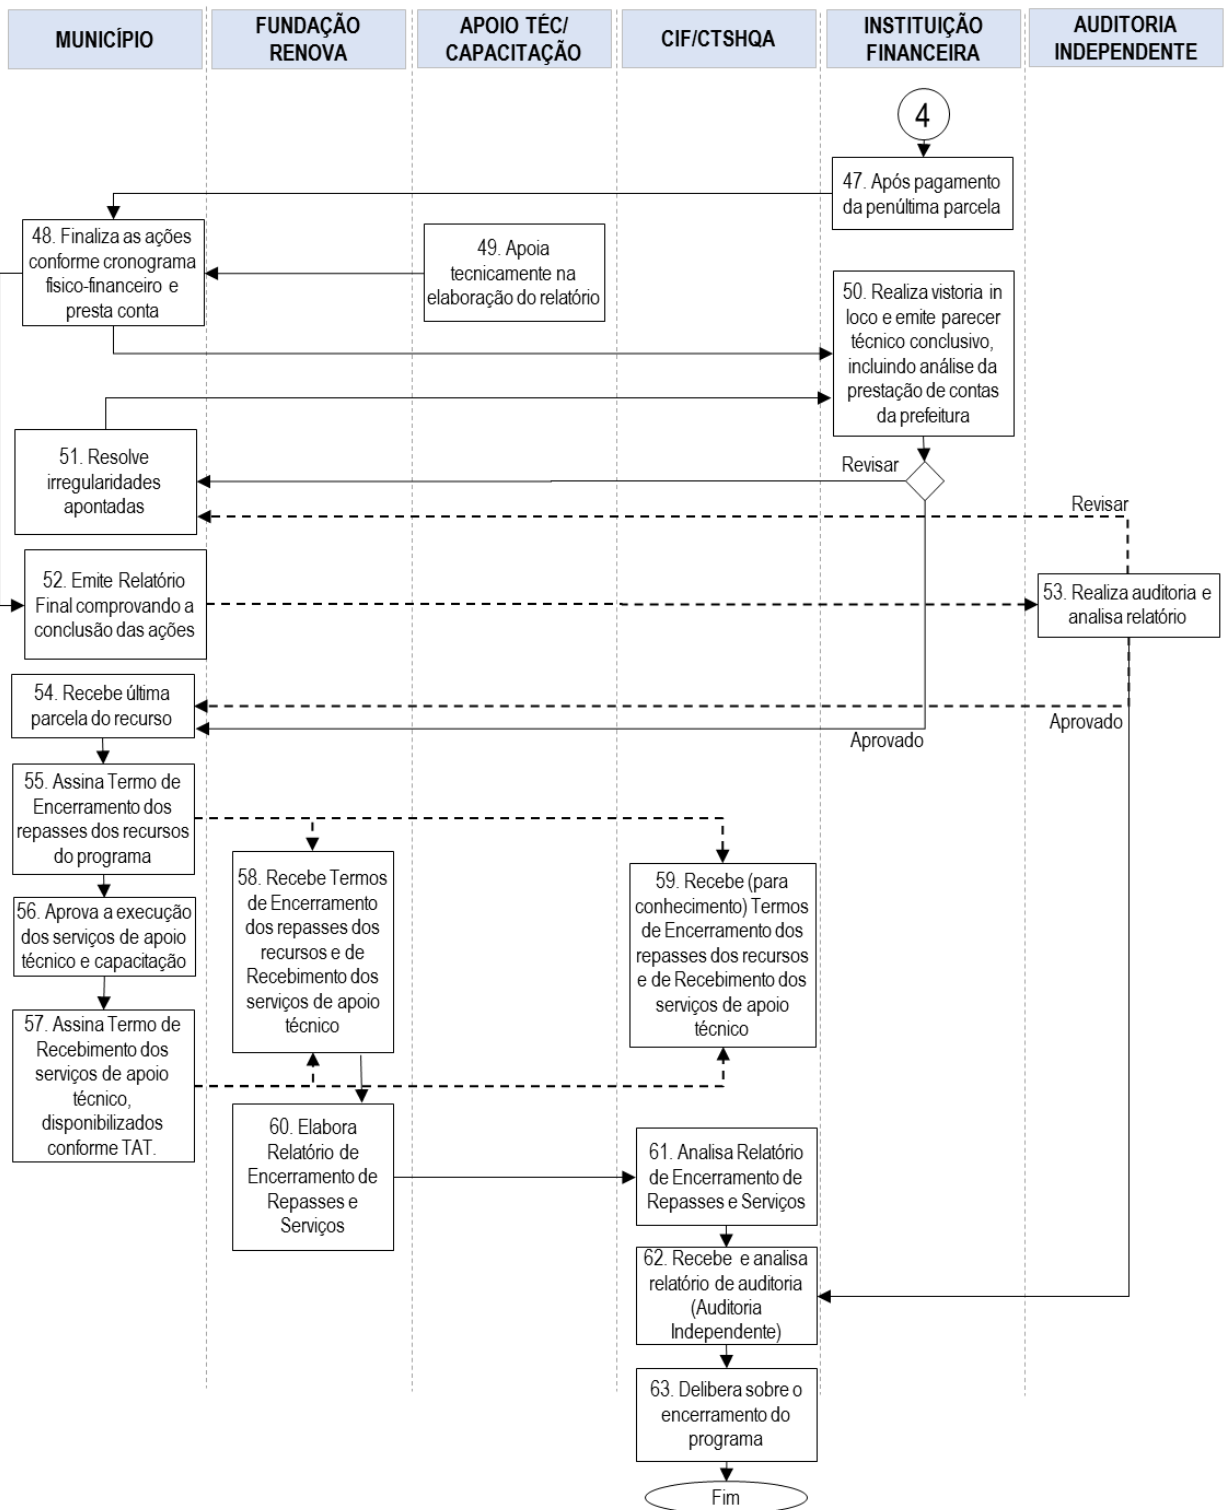 MUNICÍPIO
FUNDAÇÃO
RENOVA
APOIO TÉC/
CAPACITAÇÃO
CIF/CTSHQA
INSTITUIÇÃO
FINANCEIRA
AUDITORIA
INDEPENDENTE
4
47. Após pagamento
da penúltima parcela
48. Finaliza as ações
conforme cronograma
físico-financeiro e
presta conta
49. Apoia
tecnicamente na
elaboração do relatório
50. Realiza vistoria in
loco e emite parecer
técnico conclusivo,
incluindo análise da
prestação de contas
da prefeitura
51. Resolve
irregularidades
apontadas
Revisar
Revisar
52. Emite Relatório
Final comprovando a
conclusão das ações
53. Realiza auditoria e
analisa relatório
54. Recebe última
parcela do recurso
Aprovado
Aprovado
55. Assina Termo de
Encerramento dos
repasses dos recursos
do programa
56. Aprova a execução
dos serviços de apoio
técnico e capacitação
57. Assina Termo de
Recebimento dos
serviços de apoio
técnico,
disponibilizados
conforme TAT.
58. Recebe Termos
de Encerramento
dos repasses dos
recursos e de
Recebimento dos
serviços de apoio
técnico
59. Recebe (para
conhecimento) Termos
de Encerramento dos
repasses dos recursos
e de Recebimento dos
serviços de apoio
técnico
60. Elabora
Relatório de
Encerramento de
Repasses e
Serviços
61. Analisa Relatório
de Encerramento de
Repasses e Serviços
62. Recebe e analisa
relatório de auditoria
(Auditoria
Independente)
63. Delibera sobre o
encerramento do
programa
Fim